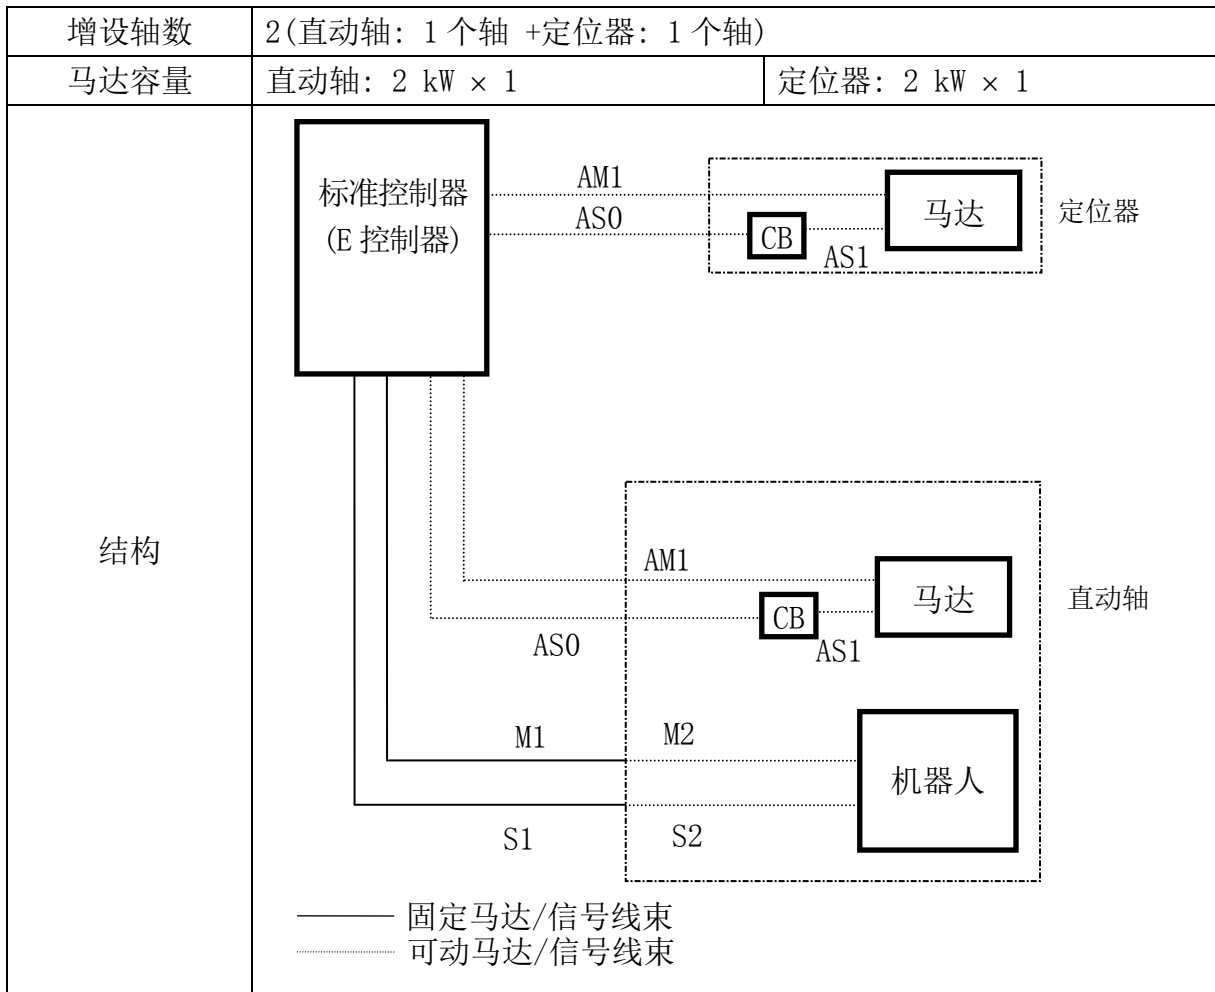 增设轴数
2(直动轴: 1个轴 +定位器: 1个轴)
马达容量
直动轴: 2 kW × 1
定位器: 2 kW × 1
结构
标准控制器
(E 控制器)
AM1
AS0
CB
AS1
马达
定位器
AM1
AS0
CB
AS1
马达
直动轴
M1
M2
机器人
S1
S2
固定马达/信号线束
可动马达/信号线束